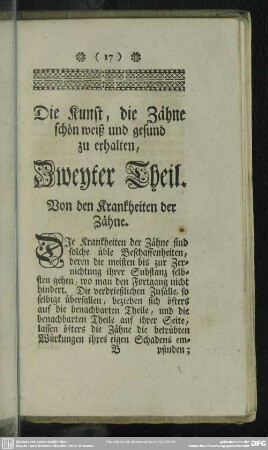 ( 17 )
Die Kunst, die Zähne
schön weiß und gesund
zu erhalten,
Zweyter Theil.
Von den Krankheiten der
Zähne.
DIe Krankheiten der Zähne sind
solche üble Beschaffenheiten,
deren die meisten bis zur Zer-
nichtung ihrer Substanz selb-
sten gehen, wo man den Fortgang nicht
hindert. Die verdrießlichen Zufälle, so
selbige überfallen, beziehen sich öfters
auf die benachbarten Theile, und die
benachbarten Theile auf ihrer Seite,
lassen öfters die Zähne die betrübten
Würkungen ihres eigen Schadens em-
B pfinden;